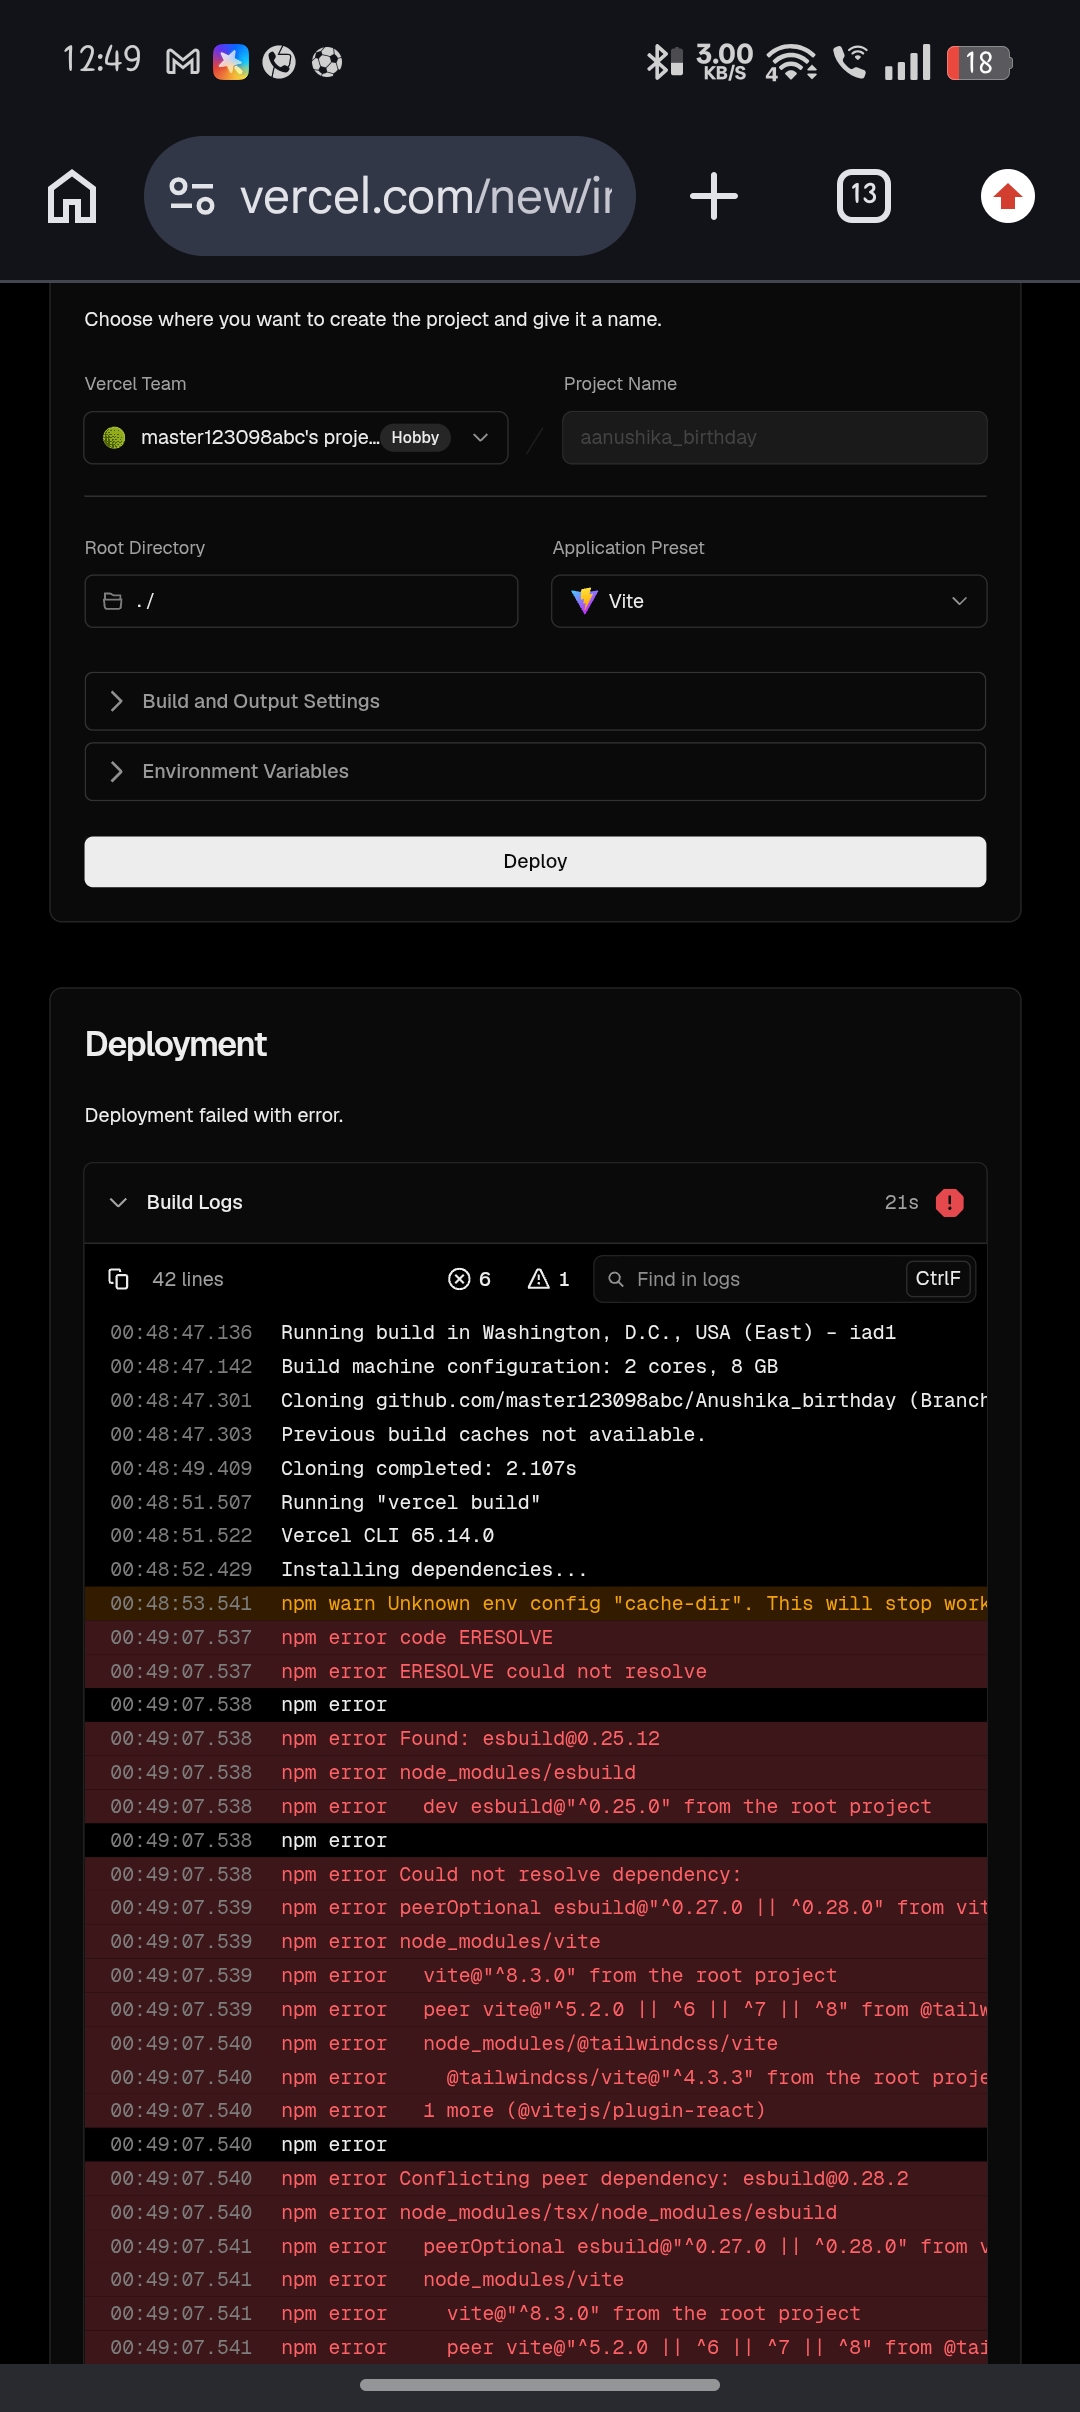 12:49
3.00
KB/S
4
18
vercel.com/new/ir
13
Choose where you want to create the project and give it a name.
Vercel Team
Project Name
master123098abc's proje... Hobby
aanushika_birthday
Root Directory
Application Preset
./
Vite
Build and Output Settings
Environment Variables
Deploy
Deployment
Deployment failed with error.
Build Logs
21s
42 lines
6
1
Find in logs
CtrlF
00:48:47.136 Running build in Washington, D.C., USA (East) – iad1
00:48:47.142 Build machine configuration: 2 cores, 8 GB
00:48:47.301 Cloning github.com/master123098abc/Anushika_birthday (Branch
00:48:47.303 Previous build caches not available.
00:48:49.409 Cloning completed: 2.107s
00:48:51.507 Running "vercel build"
00:48:51.522 Vercel CLI 65.14.0
00:48:52.429 Installing dependencies...
00:48:53.541 npm warn Unknown env config "cache-dir". This will stop work
00:49:07.537 npm error code ERESOLVE
00:49:07.537 npm error ERESOLVE could not resolve
00:49:07.538 npm error
00:49:07.538 npm error Found: esbuild@0.25.12
00:49:07.538 npm error node_modules/esbuild
00:49:07.538 npm error   dev esbuild@"^0.25.0" from the root project
00:49:07.538 npm error
00:49:07.538 npm error Could not resolve dependency:
00:49:07.539 npm error peerOptional esbuild@"^0.27.0 || ^0.28.0" from vit
00:49:07.539 npm error node_modules/vite
00:49:07.539 npm error   vite@"^8.3.0" from the root project
00:49:07.539 npm error   peer vite@"^5.2.0 || ^6 || ^7 || ^8" from @tailw
00:49:07.540 npm error   node_modules/@tailwindcss/vite
00:49:07.540 npm error     @tailwindcss/vite@"^4.3.3" from the root proje
00:49:07.540 npm error   1 more (@vitejs/plugin-react)
00:49:07.540 npm error
00:49:07.540 npm error Conflicting peer dependency: esbuild@0.28.2
00:49:07.540 npm error node_modules/tsx/node_modules/esbuild
00:49:07.541 npm error   peerOptional esbuild@"^0.27.0 || ^0.28.0" from v
00:49:07.541 npm error   node_modules/vite
00:49:07.541 npm error     vite@"^8.3.0" from the root project
00:49:07.541 npm error     peer vite@"^5.2.0 || ^6 || ^7 || ^8" from @tai